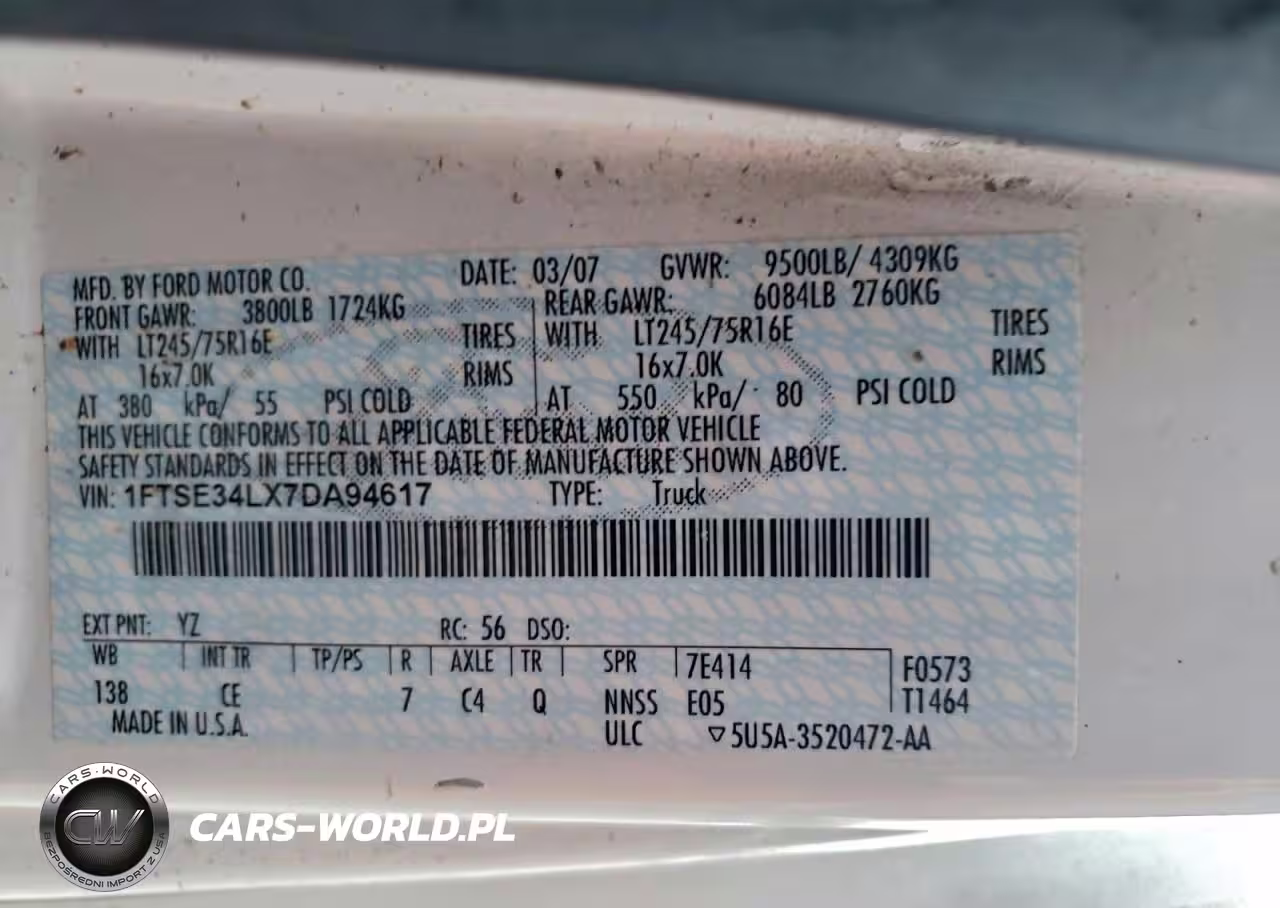 MFD. BY FORD MOTOR CO. DATE: 03/07 GVWR: 9500LB/ 4309KG
FRONT GAWR: 3800LB 1724KG REAR GAWR: 6084LB 2760KG
WITH LT245/75R16E TIRES WITH LT245/75R16E TIRES
16x7.0K RIMS 16x7.0K RIMS
AT 380 kPa/ 55 PSI COLD AT 550 kPa/ 80 PSI COLD
THIS VEHICLE CONFORMS TO ALL APPLICABLE FEDERAL MOTOR VEHICLE
SAFETY STANDARDS IN EFFECT ON THE DATE OF MANUFACTURE SHOWN ABOVE.
VIN: 1FTSE34LX7DA94617 TYPE: Truck
EXT PNT: YZ RC: 56 DSO:
WB INT TR TP/PS R AXLE TR SPR 7E414 F0573
138 CE 7 C4 Q NNSS E05 T1464
MADE IN U.S.A. ULC ▽5U5A-3520472-AA
CARS-WORLD
CW
BEZPOŚREDNI IMPORT Z USA
CARS-WORLD.PL